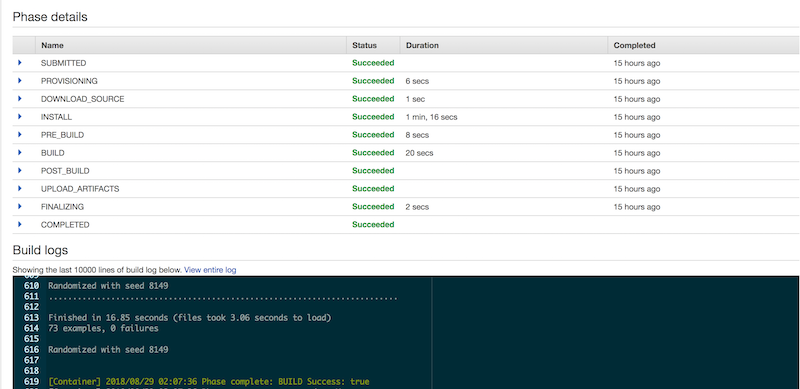 Phase details
Name Status Duration Completed
SUBMITTED Succeeded 15 hours ago
PROVISIONING Succeeded 6 secs 15 hours ago
DOWNLOAD_SOURCE Succeeded 1 sec 15 hours ago
INSTALL Succeeded 1 min, 16 secs 15 hours ago
PRE_BUILD Succeeded 8 secs 15 hours ago
BUILD Succeeded 20 secs 15 hours ago
POST_BUILD Succeeded 15 hours ago
UPLOAD_ARTIFACTS Succeeded 15 hours ago
FINALIZING Succeeded 2 secs 15 hours ago
COMPLETED Succeeded
Build logs
Showing the last 10000 lines of build log below. View entire log
610 Randomized with seed 8149
611 .........................................................................
612
613 Finished in 16.85 seconds (files took 3.06 seconds to load)
614 73 examples, 0 failures
615
616 Randomized with seed 8149
617
618
619 [Container] 2018/08/29 02:07:36 Phase complete: BUILD Success: true